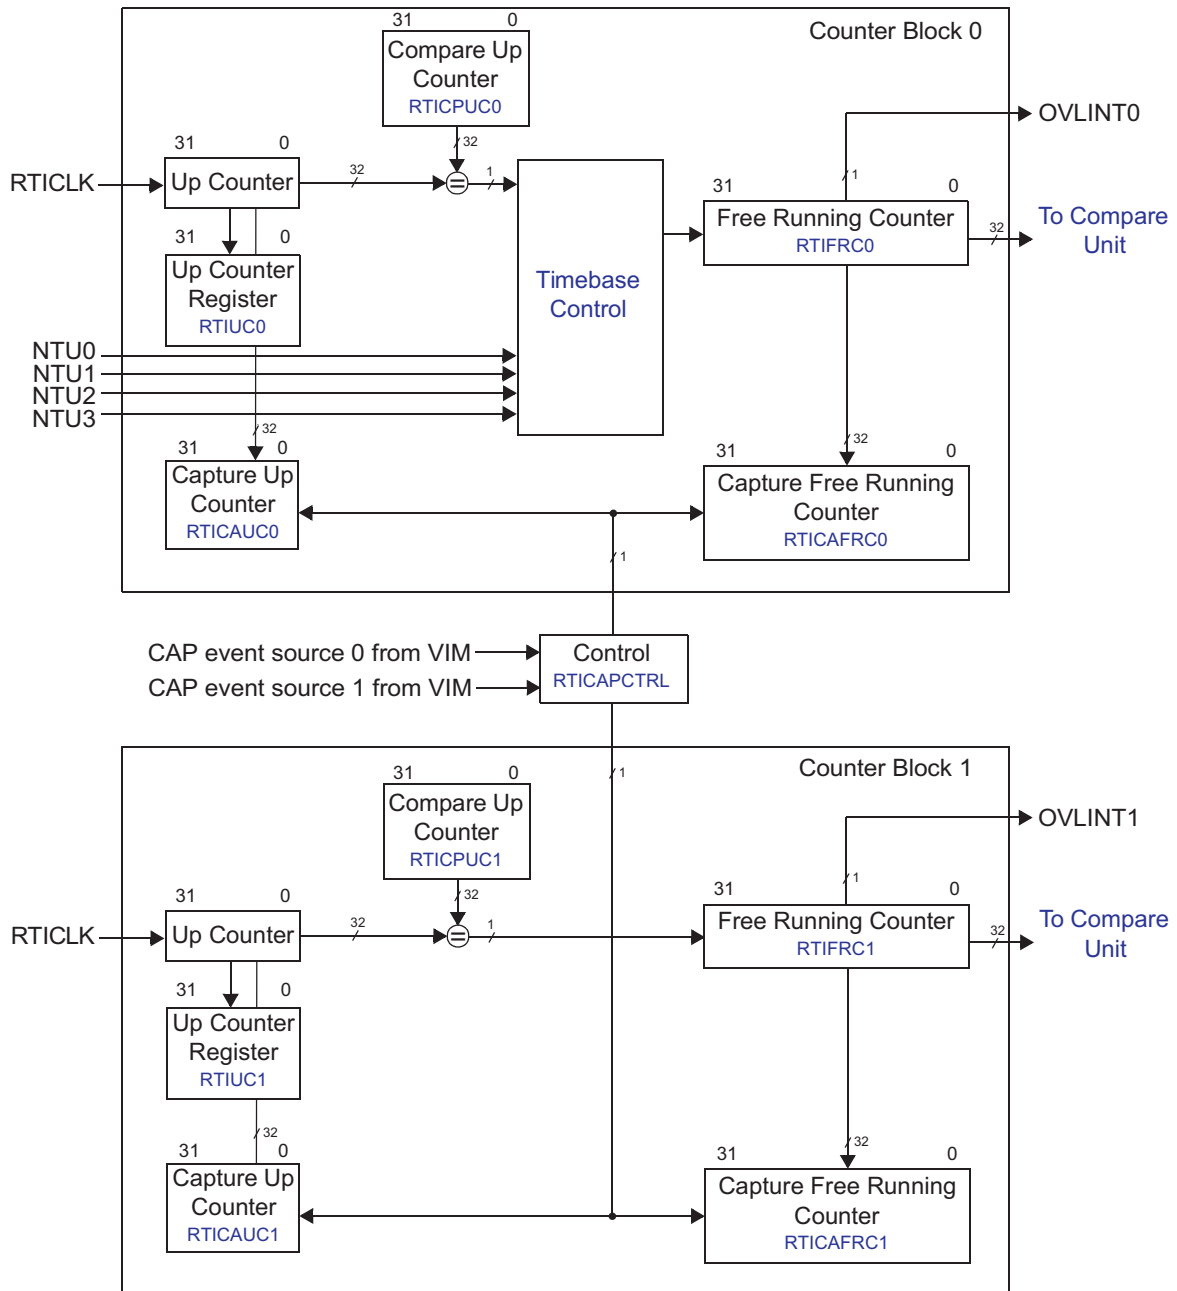 Counter Block 0
31 0
Compare Up
Counter
RTICPUC0
32
OVLINT0
31 0
RTICLK
Up Counter
32
=
1
1
31 0
Free Running Counter
RTIFRC0
32
To Compare
Unit
31 0
Up Counter
Register
RTIUC0
Timebase
Control
NTU0
NTU1
NTU2
NTU3
32
31 0
Capture Up
Counter
RTICAUC0
32
31 0
Capture Free Running
Counter
RTICAFRC0
1
CAP event source 0 from VIM
CAP event source 1 from VIM
Control
RTICAPCTRL
Counter Block 1
1
31 0
Compare Up
Counter
RTICPUC1
32
OVLINT1
31 0
RTICLK
Up Counter
32
=
1
1
31 0
Free Running Counter
RTIFRC1
32
To Compare
Unit
31 0
Up Counter
Register
RTIUC1
32
31 0
Capture Up
Counter
RTICAUC1
32
31 0
Capture Free Running
Counter
RTICAFRC1